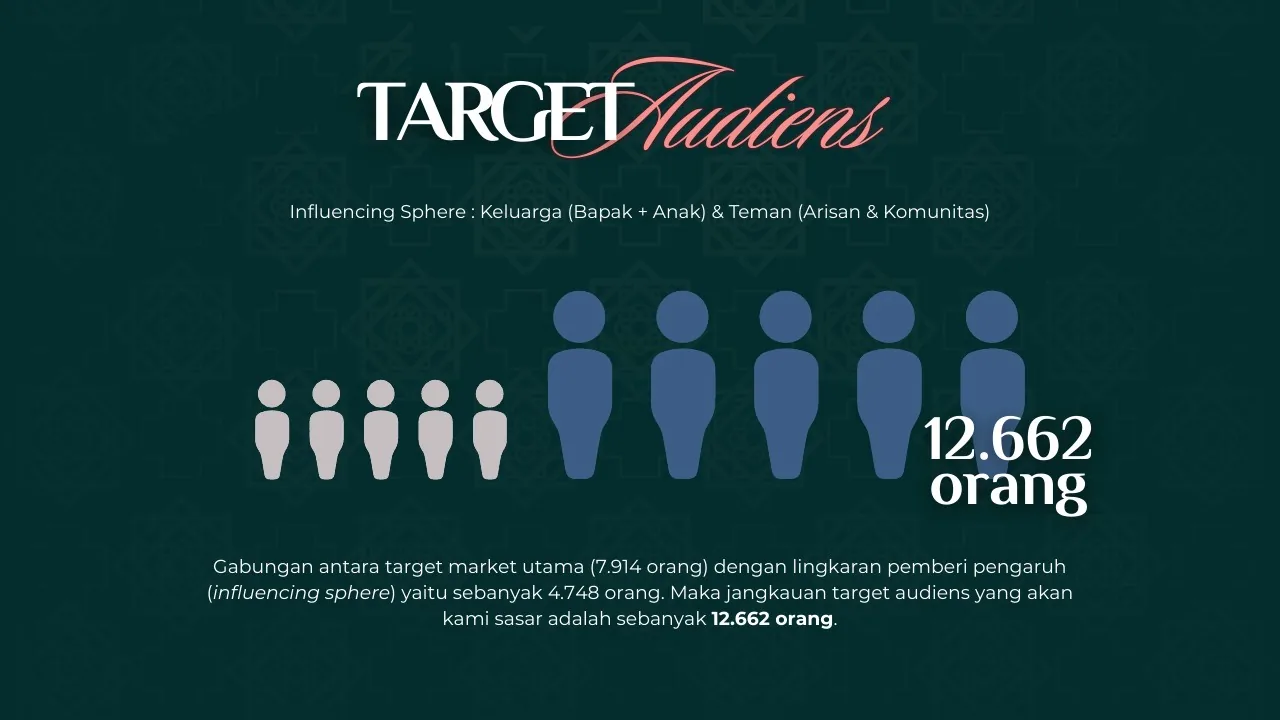 TARGET Audiens
Influencing Sphere : Keluarga (Bapak + Anak) & Teman (Arisan & Komunitas)
12.662
orang
Gabungan antara target market utama (7.914 orang) dengan lingkaran pemberi pengaruh
(influencing sphere) yaitu sebanyak 4.748 orang. Maka jangkauan target audiens yang akan
kami sasar adalah sebanyak 12.662 orang.